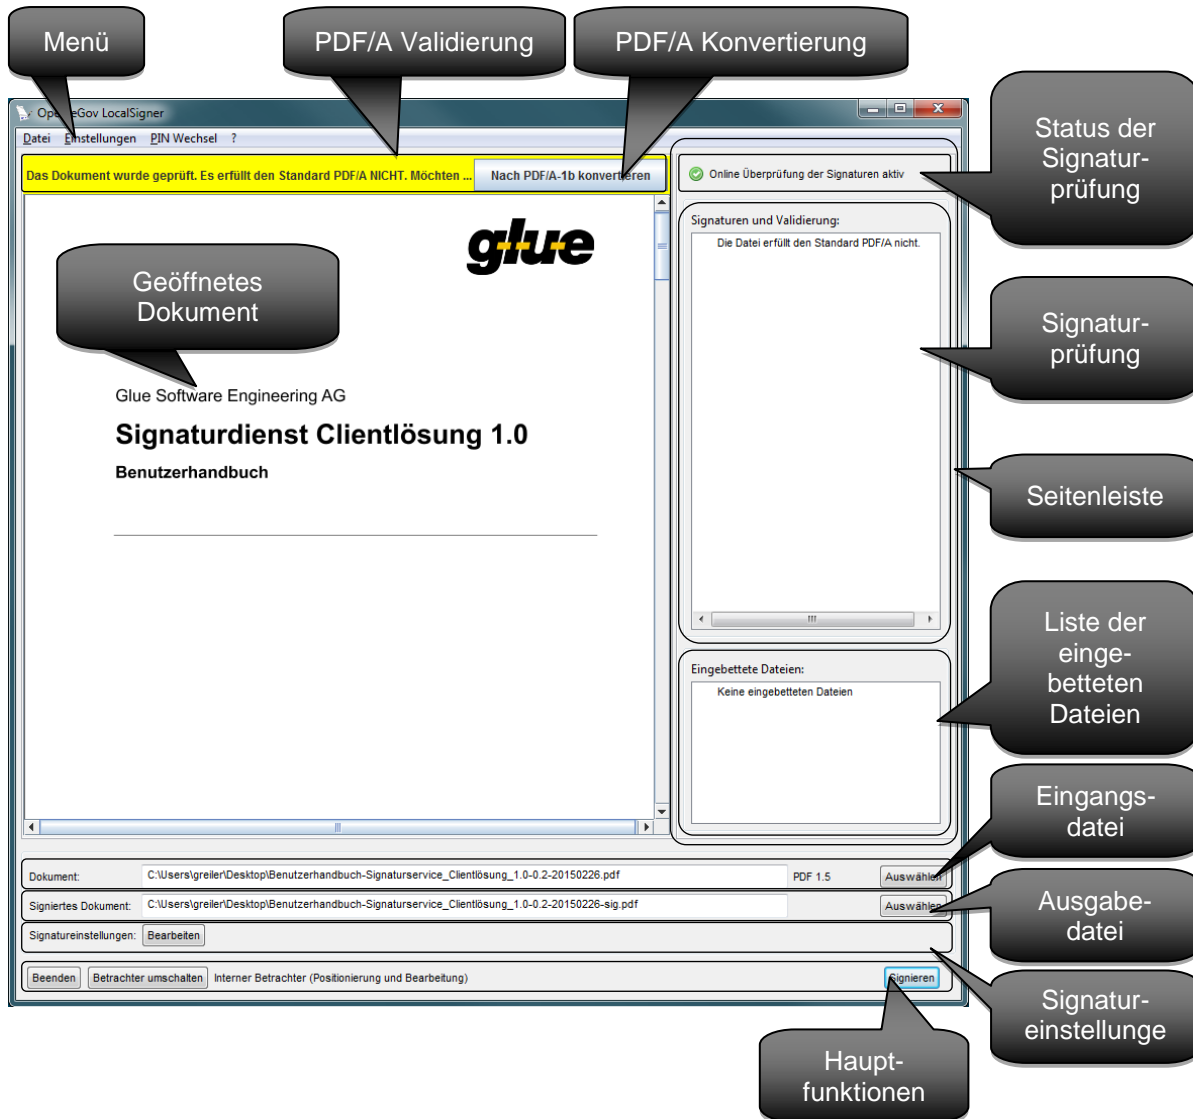 Menü
PDF/A Validierung
PDF/A Konvertierung
LocalSigner
Datei Einstellungen PIN Wechsel ?
Status der
Signatur-
prüfung
Das Dokument wurde geprüft. Es erfüllt den Standard PDF/A NICHT. Möchten ...
Nach PDF/A-1b konvertieren
Online Überprüfung der Signaturen aktiv
glue
Signaturen und Validierung:
Die Datei erfüllt den Standard PDF/A nicht.
Geöffnetes
Dokument
Signatur-
prüfung
Glue Software Engineering AG
Signaturdienst Clientlösung 1.0
Benutzerhandbuch
Seitenleiste
Liste der
einge-
betteten
Dateien
Eingebettete Dateien:
Keine eingebetteten Dateien
Eingangs-
datei
Dokument: C:\Users\greiler\Desktop\Benutzerhandbuch-Signaturservice_Clientlösung_1.0-0.2-20150226.pdf PDF 1.5 Auswählen
Signiertes Dokument: C:\Users\greiler\Desktop\Benutzerhandbuch-Signaturservice_Clientlösung_1.0-0.2-20150226-sig.pdf Auswählen
Ausgabe-
datei
Signatureinstellungen: Bearbeiten
Beenden Betrachter umschalten Interner Betrachter (Positionierung und Bearbeitung) Signieren
Signatur-
einstellunge
Haupt-
funktionen